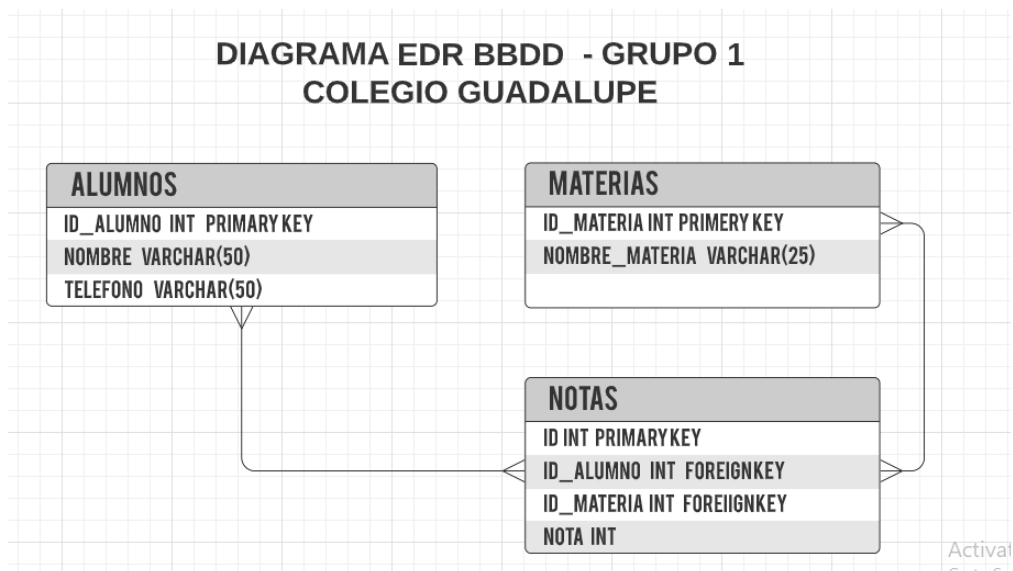 DIAGRAMA EDR BBDD - GRUPO 1
COLEGIO GUADALUPE
ALUMNOS
ID_ALUMNO INT PRIMARY KEY
NOMBRE VARCHAR(50)
TELEFONO VARCHAR(50)
MATERIAS
ID_MATERIA INT PRIMERY KEY
NOMBRE_MATERIA VARCHAR(25)
NOTAS
ID INT PRIMARY KEY
ID_ALUMNO INT FOREIGNKEY
ID_MATERIA INT FOREIIGNKEY
NOTA INT